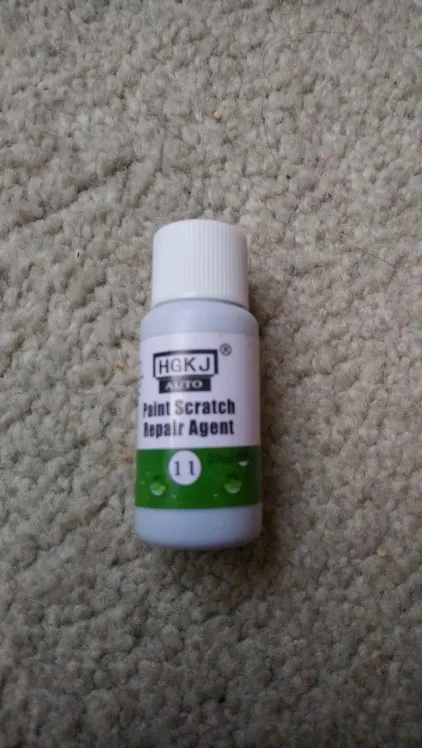 HGKJ ®
AUTO
Paint Scratch
Repair Agent
11